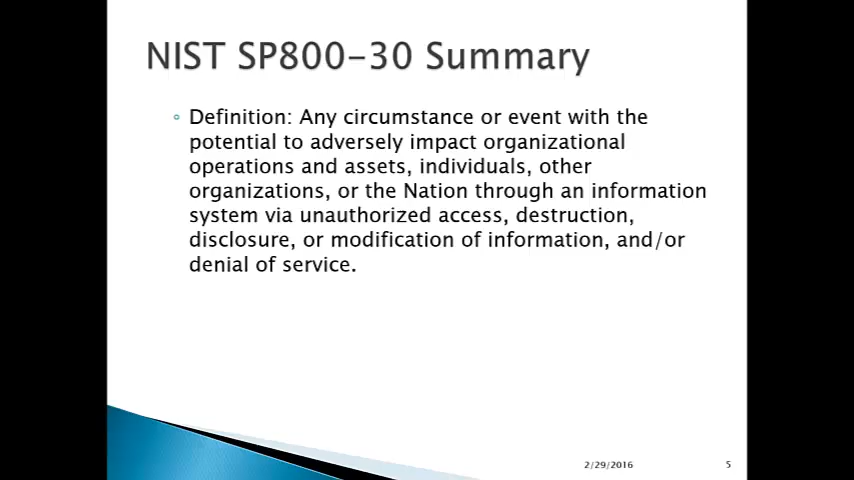 NIST SP800-30 Summary
Definition: Any circumstance or event with the
potential to adversely impact organizational
operations and assets, individuals, other
organizations, or the Nation through an information
system via unauthorized access, destruction,
disclosure, or modification of information, and/or
denial of service.
2/29/2016 5